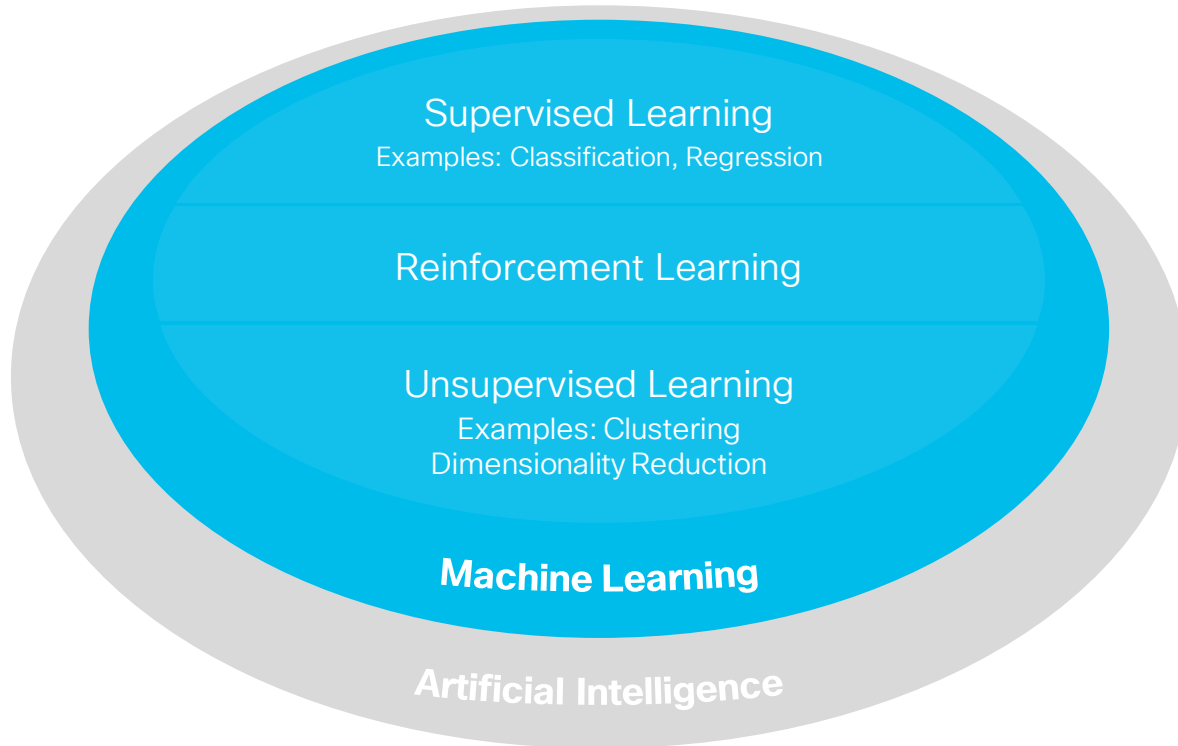 Supervised Learning
Examples: Classification, Regression
Reinforcement Learning
Unsupervised Learning
Examples: Clustering
Dimensionality Reduction
Machine Learning
Artificial Intelligence